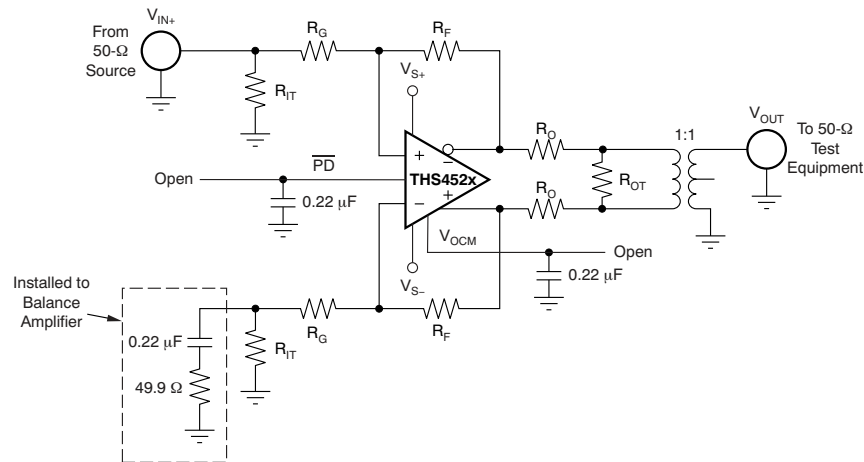 V_IN+
From
50-Ω
Source
R_G
R_F
R_IT
V_S+
V_OUT
To 50-Ω
Test
Equipment
1:1
R_O
R_OT
R_O
Open
PD
0.22 μF
+
−
THS452x
−
+
V_OCM
Open
0.22 μF
V_S−
Installed to
Balance
Amplifier
0.22 μF
49.9 Ω
R_IT
R_G
R_F